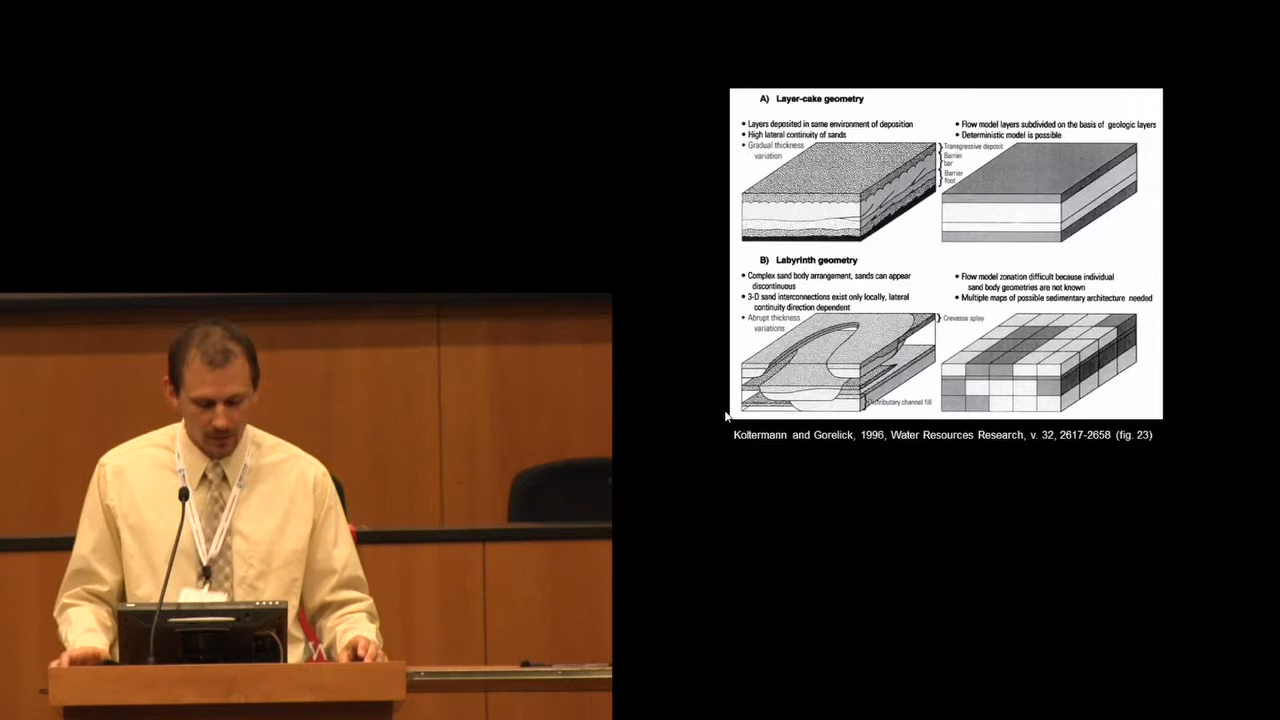 A) Layer-cake geometry
• Layers deposited in same environment of deposition
• High lateral continuity of sands
• Gradual thickness
variation
• Flow model layers subdivided on the basis of geologic layers
• Deterministic model is possible
Transgressive deposit
Barrier
bar
Barrier
foot
B) Labyrinth geometry
• Complex sand body arrangement, sands can appear
discontinuous
• 3-D sand interconnections exist only locally, lateral
continuity direction dependent
• Abrupt thickness
variations
• Flow model zonation difficult because individual
sand body geometries are not known
• Multiple maps of possible sedimentary architecture needed
Crevasse splay
Distributary channel fill
Koltermann and Gorelick, 1996, Water Resources Research, v. 32, 2617-2658 (fig. 23)